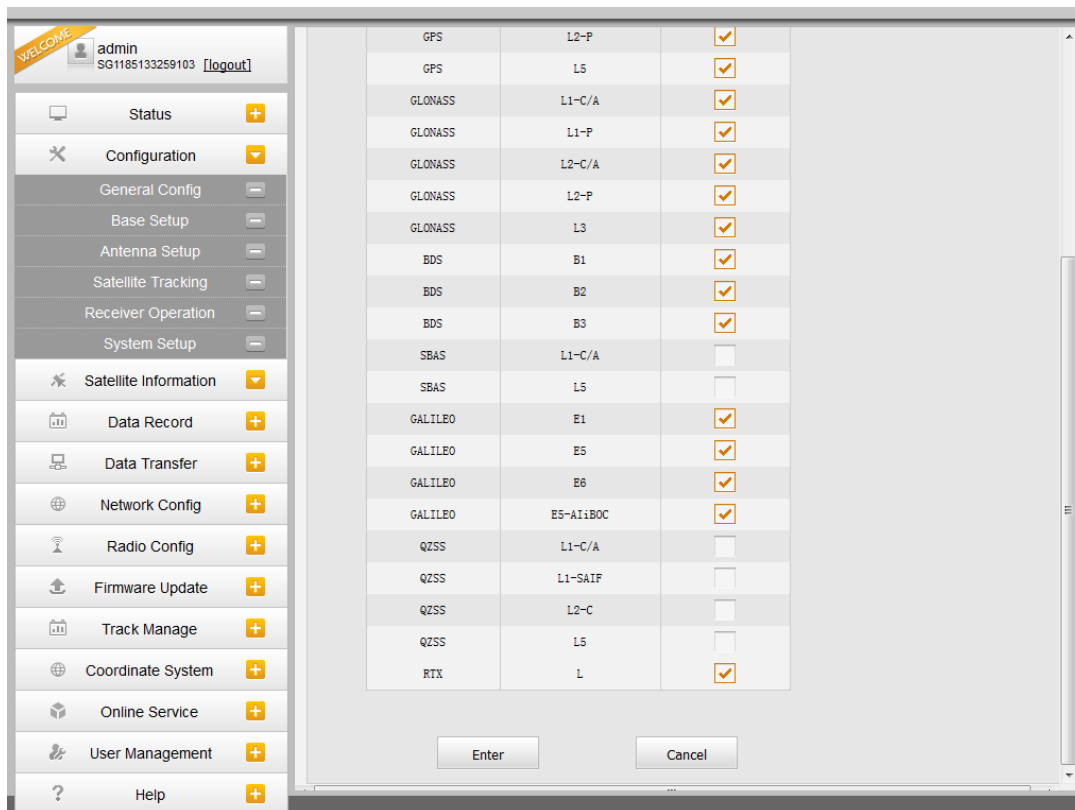 WELCOME
admin
SG1185133259103 [logout]
Status
Configuration
General Config
Base Setup
Antenna Setup
Satellite Tracking
Receiver Operation
System Setup
Satellite Information
Data Record
Data Transfer
Network Config
Radio Config
Firmware Update
Track Manage
Coordinate System
Online Service
User Management
Help
GPS L2-P
GPS L5
GLONASS L1-C/A
GLONASS L1-P
GLONASS L2-C/A
GLONASS L2-P
GLONASS L3
BDS B1
BDS B2
BDS B3
SBAS L1-C/A
SBAS L5
GALILEO E1
GALILEO E5
GALILEO E6
GALILEO E5-AIiBOC
QZSS L1-C/A
QZSS L1-SAIF
QZSS L2-C
QZSS L5
RTX L
Enter Cancel